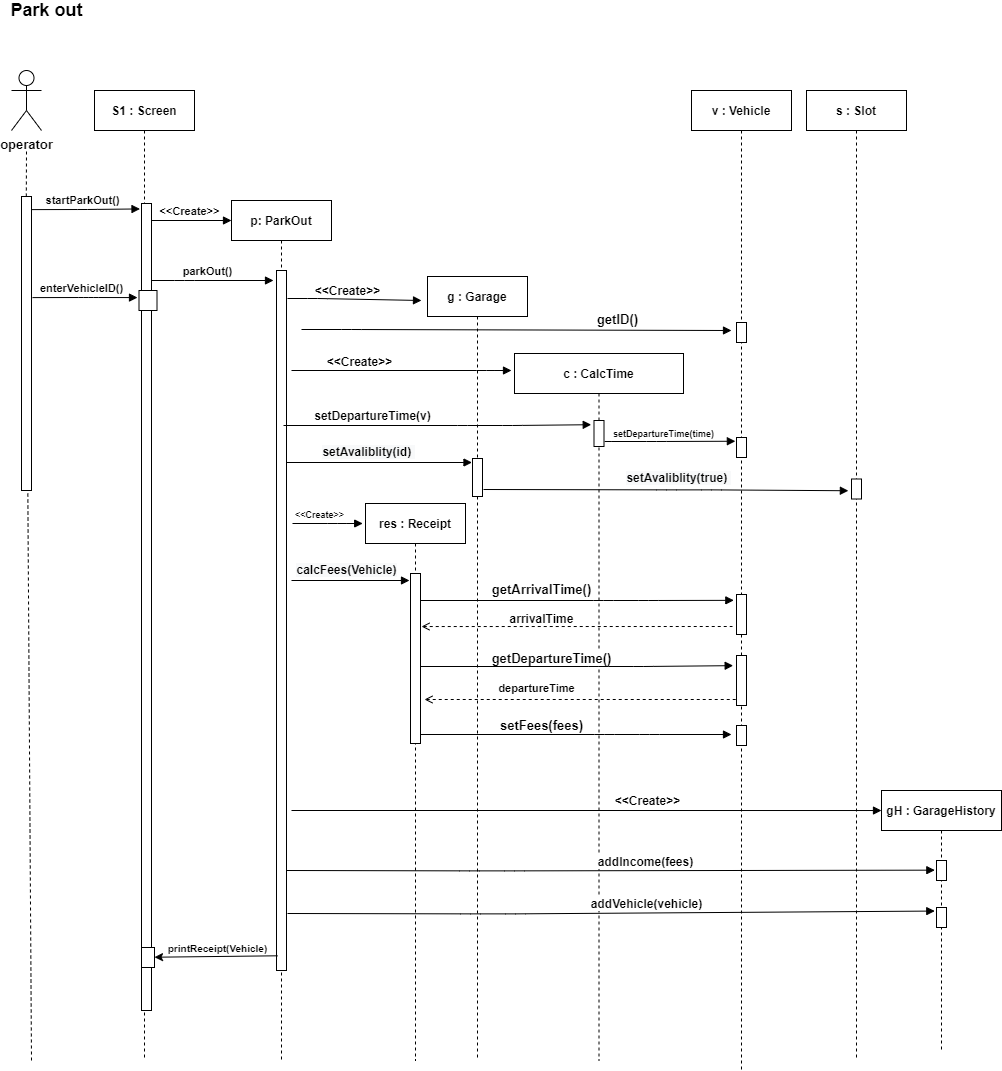 Park out
operator
S1 : Screen
v : Vehicle
s : Slot
startParkOut()
<<Create>>
p: ParkOut
parkOut()
enterVehicleID()
<<Create>>
g : Garage
getID()
<<Create>>
c : CalcTime
setDepartureTime(v)
setDepartureTime(time)
setAvaliblity(id)
setAvaliblity(true)
<<Create>>
res : Receipt
calcFees(Vehicle)
getArrivalTime()
arrivalTime
getDepartureTime()
departureTime
setFees(fees)
<<Create>>
gH : GarageHistory
addIncome(fees)
addVehicle(vehicle)
printReceipt(Vehicle)